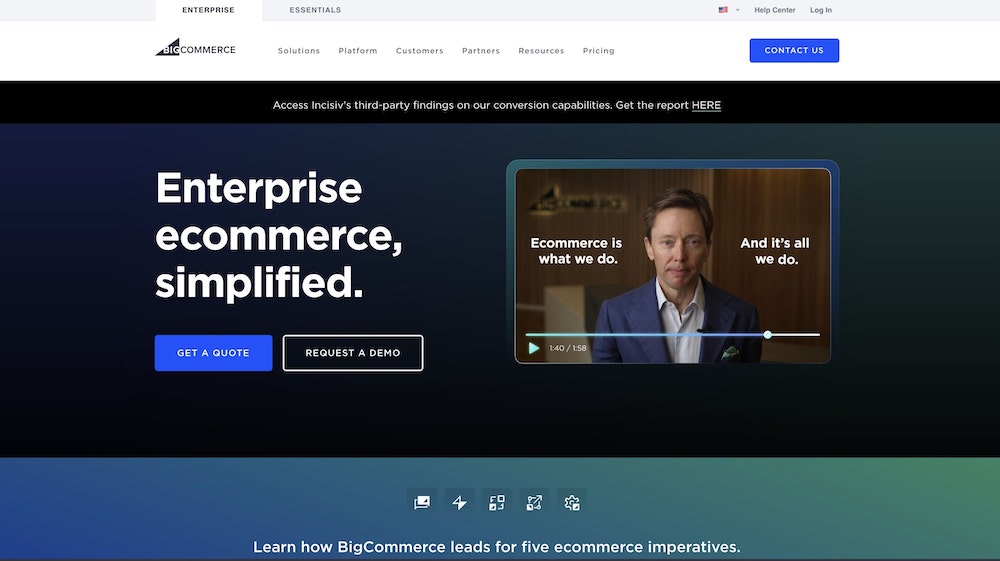 ENTERPRISE
ESSENTIALS
Help Center
Log In
BIGCOMMERCE
Solutions
Platform
Customers
Partners
Resources
Pricing
CONTACT US
Access Incisiv's third-party findings on our conversion capabilities. Get the report HERE
Enterprise
ecommerce,
simplified.
GET A QUOTE
REQUEST A DEMO
BIGCOMMERCE
Ecommerce is
what we do.
And it's all
we do.
1:40 / 1:58
Learn how BigCommerce leads for five ecommerce imperatives.